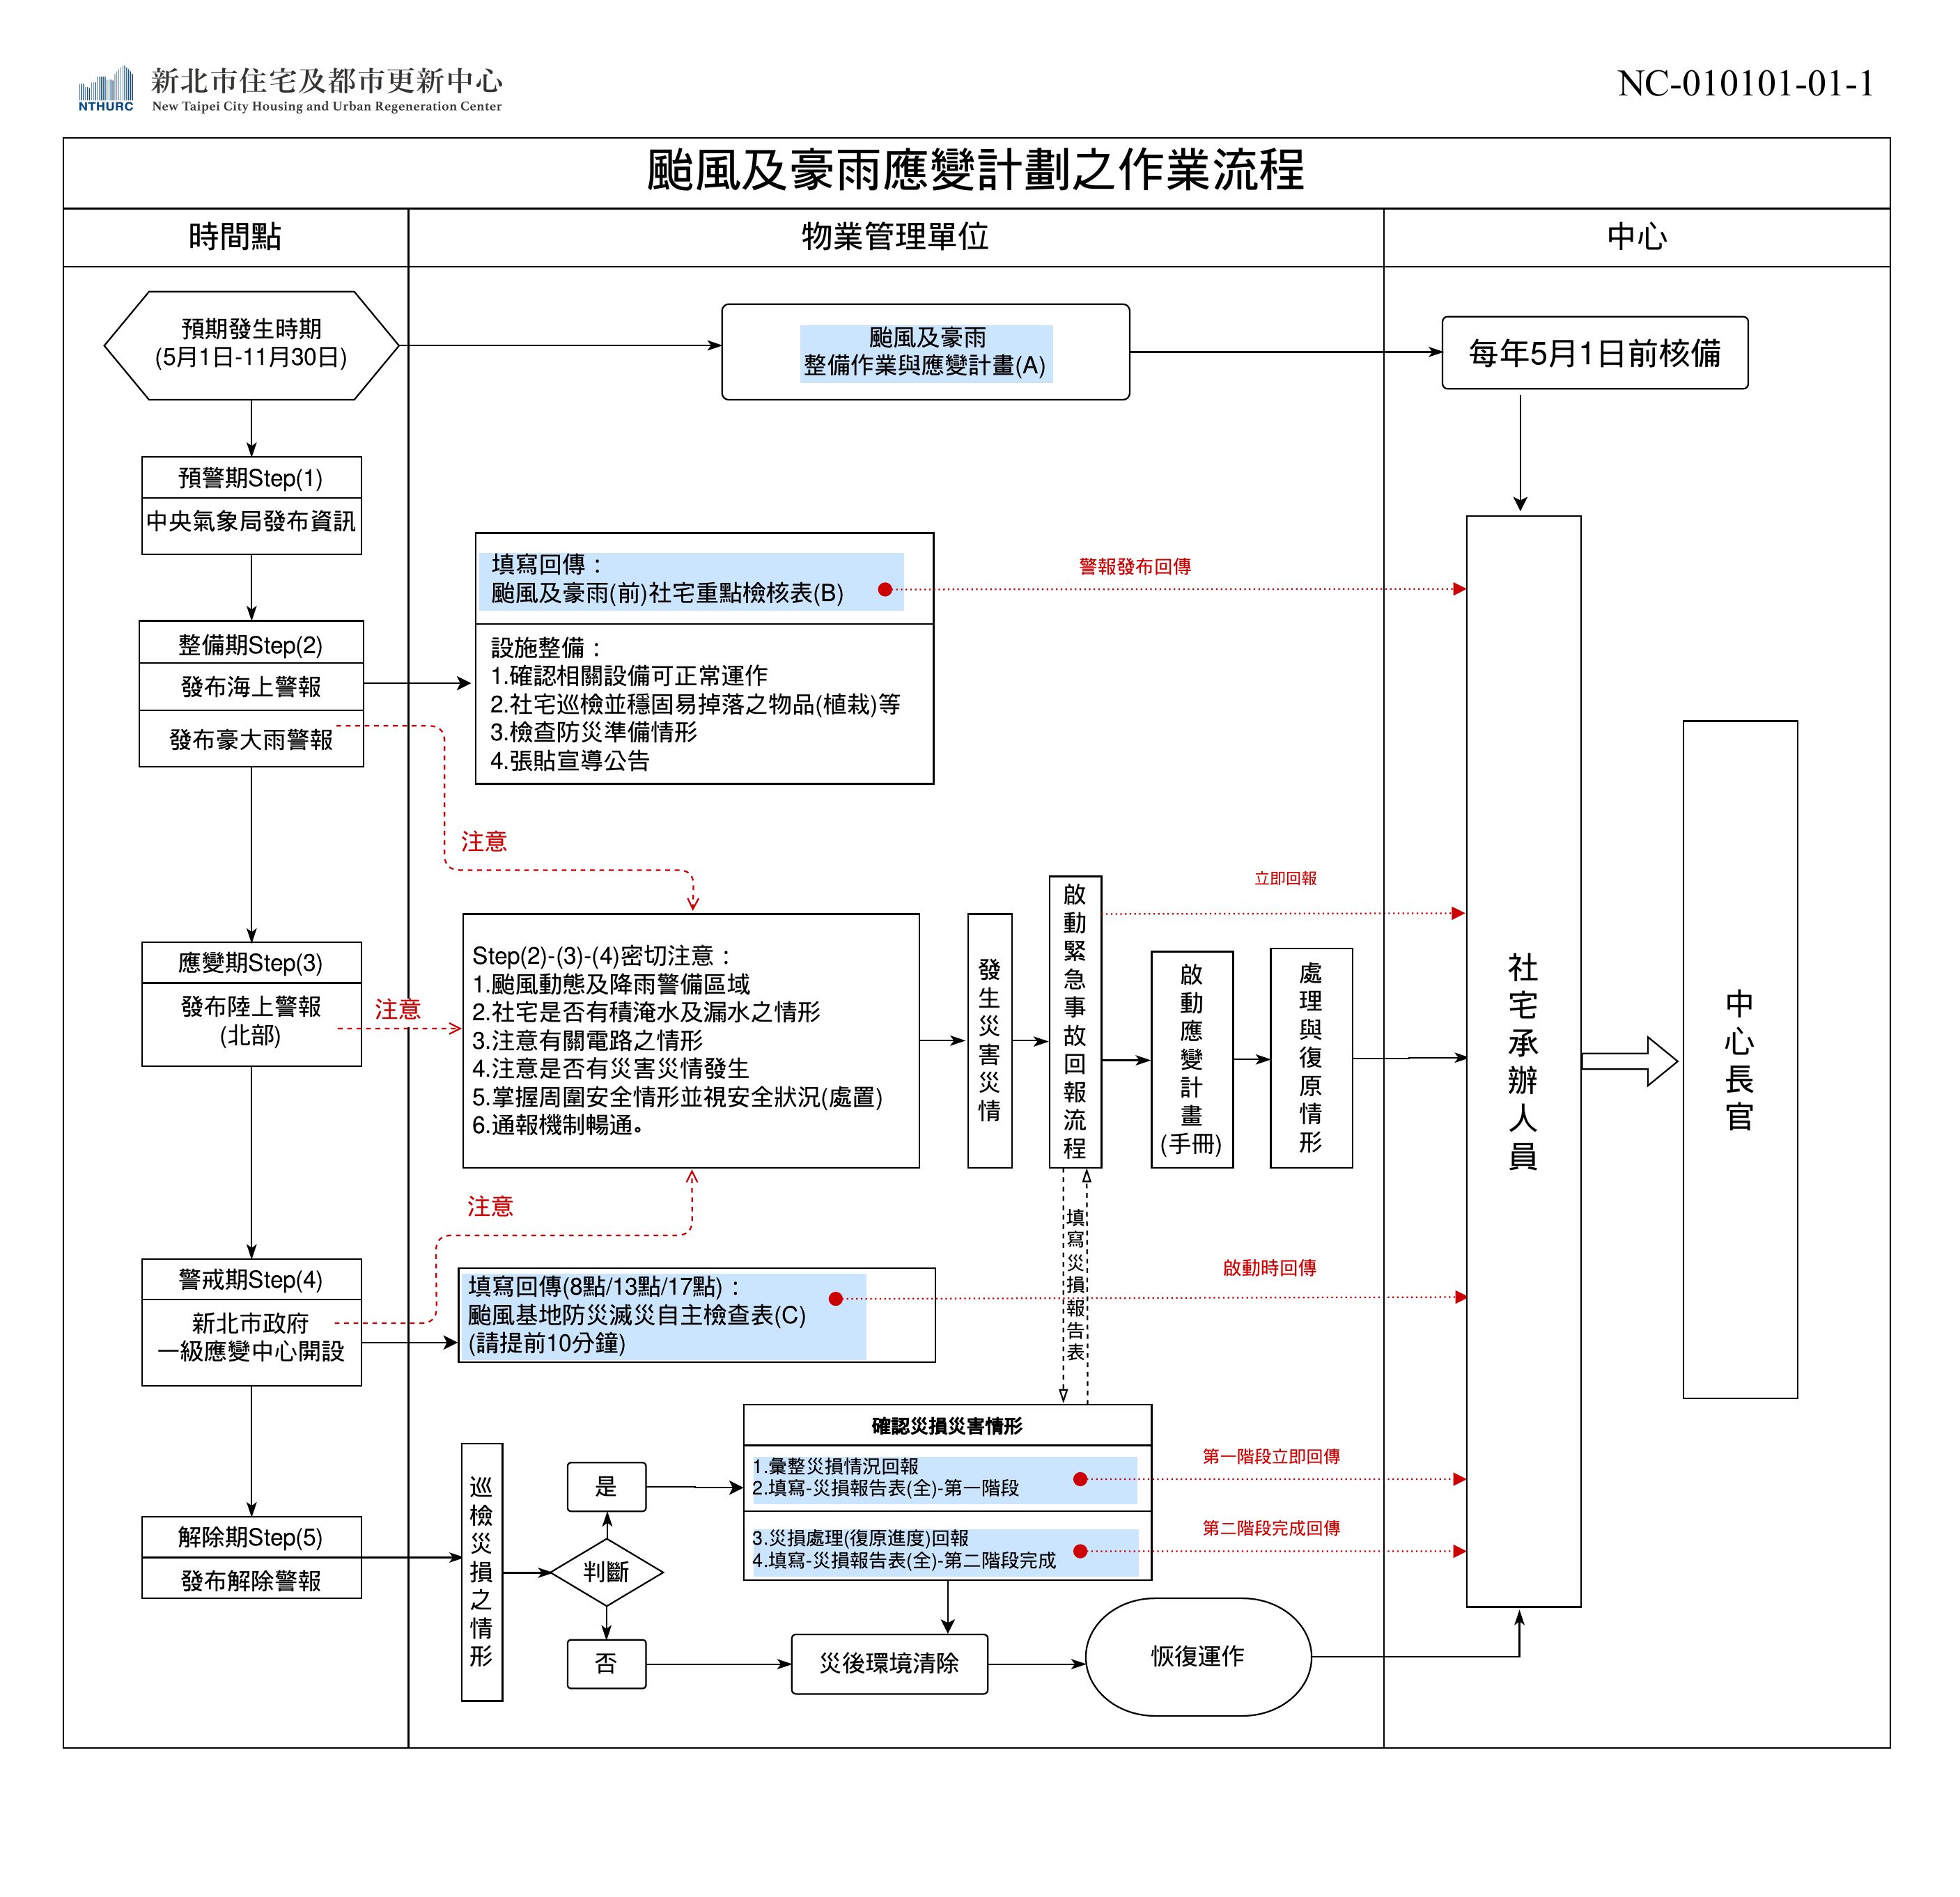 新北市住宅及都市更新中心
NTHURC
New Taipei City Housing and Urban Regeneration Center
NC-010101-01-1
颱風及豪雨應變計劃之作業流程
時間點
物業管理單位
中心
預期發生時期
(5月1日-11月30日)
颱風及豪雨
整備作業與應變計畫(A)
每年5月1日前核備
預警期Step(1)
中央氣象局發布資訊
填寫回傳：
颱風及豪雨(前)社宅重點檢核表(B)
警報發布回傳
整備期Step(2)
發布海上警報
發布豪大雨警報
設施整備：
1.確認相關設備可正常運作
2.社宅巡檢並穩固易掉落之物品(植栽)等
3.檢查防災準備情形
4.張貼宣導公告
注意
立即回報
應變期Step(3)
發布陸上警報
(北部)
注意
Step(2)-(3)-(4)密切注意：
1.颱風動態及降雨警備區域
2.社宅是否有積淹水及漏水之情形
3.注意有關電路之情形
4.注意是否有災害災情發生
5.掌握周圍安全情形並視安全狀況(處置)
6.通報機制暢通。
發生災害災情
啟動緊急事故回報流程
啟動應變計畫
(手冊)
處理與復原情形
社宅承辦人員
中心長官
注意
填寫災損報告表
警戒期Step(4)
新北市政府
一級應變中心開設
填寫回傳(8點/13點/17點)：
颱風基地防災滅災自主檢查表(C)
(請提前10分鐘)
啟動時回傳
確認災損災害情形
1.彙整災損情況回報
2.填寫-災損報告表(全)-第一階段
第一階段立即回傳
3.災損處理(復原進度)回報
4.填寫-災損報告表(全)-第二階段完成
第二階段完成回傳
解除期Step(5)
發布解除警報
巡檢災損之情形
是
判斷
否
災後環境清除
恢復運作